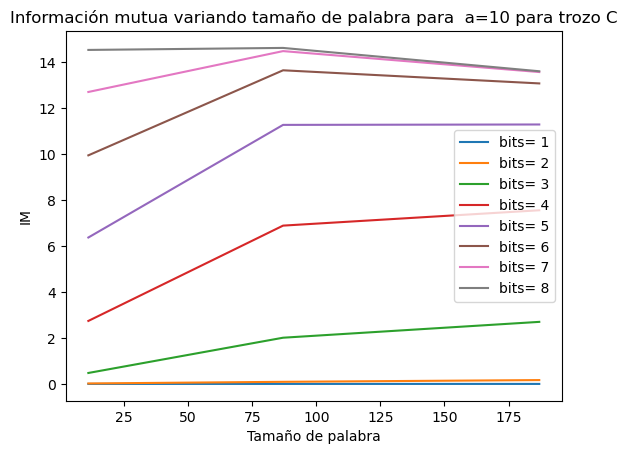 Información mutua variando tamaño de palabra para  a=10 para trozo C
14
12
10
8
6
4
2
0
IM
bits= 1
bits= 2
bits= 3
bits= 4
bits= 5
bits= 6
bits= 7
bits= 8
25 50 75 100 125 150 175
Tamaño de palabra